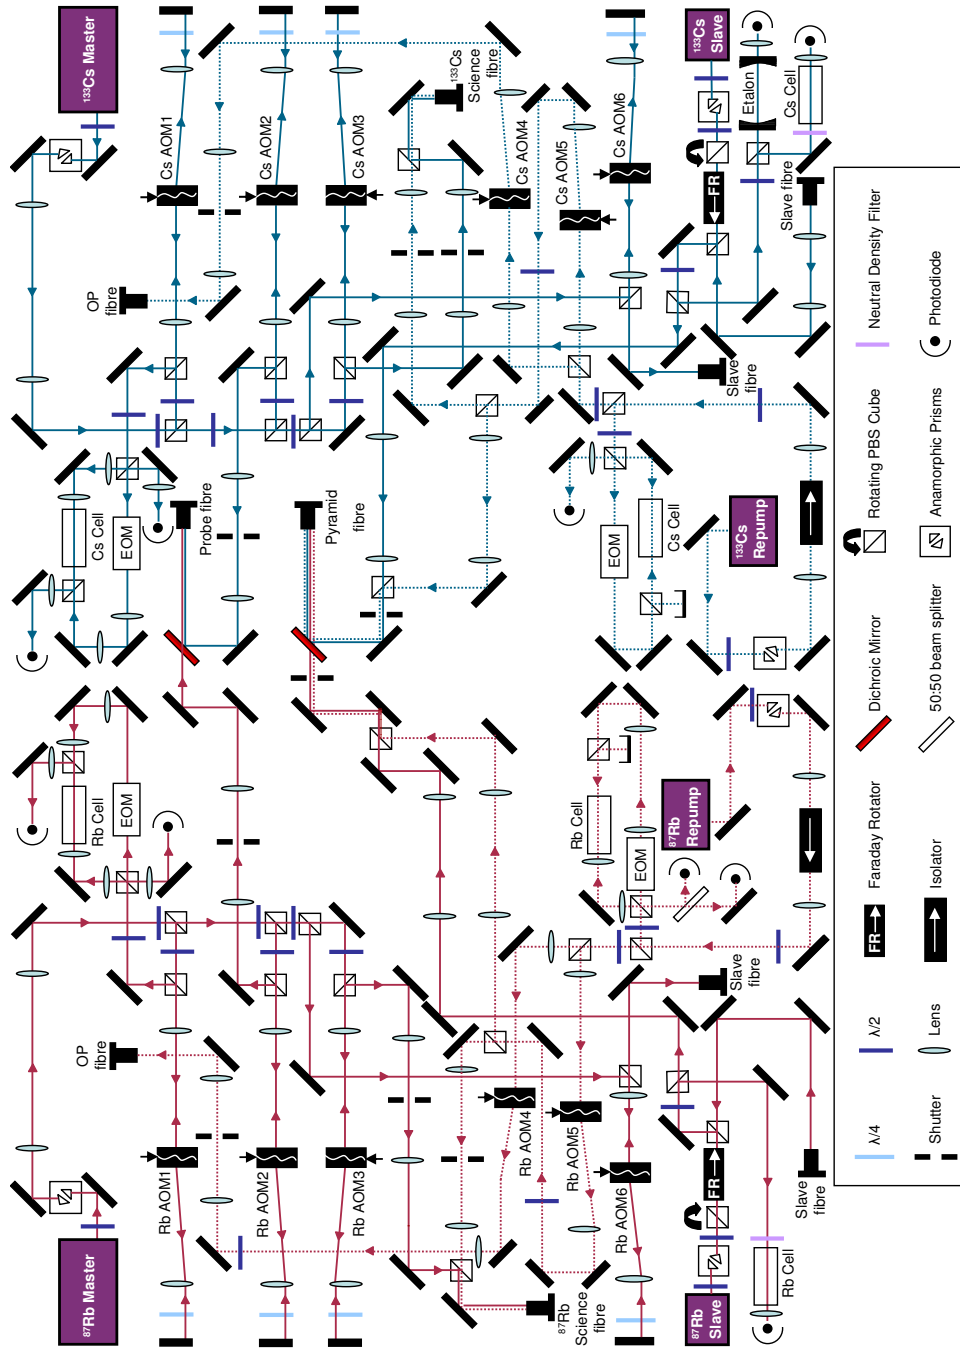 133Cs Master
Cs AOM1
Cs AOM2
Cs AOM3
133Cs
Science
fibre
Cs AOM4
Cs AOM5
Cs AOM6
133Cs
Slave
Etalon
Cs Cell
FR
Slave fibre
OP
fibre
Slave
fibre
Cs Cell
EOM
Probe fibre
Pyramid
fibre
EOM
Cs Cell
133Cs
Repump
Rb Cell
EOM
Rb Cell
EOM
87Rb
Repump
OP
fibre
Slave
fibre
Rb AOM1
Rb AOM2
Rb AOM3
Rb AOM4
Rb AOM5
Rb AOM6
FR
Slave
fibre
87Rb Master
87Rb
Science
fibre
87Rb
Slave
Rb Cell
λ/4
λ/2
FR
Faraday Rotator
Dichroic Mirror
Rotating PBS Cube
Neutral Density Filter
Shutter
Lens
Isolator
50:50 beam splitter
Anamorphic Prisms
Photodiode